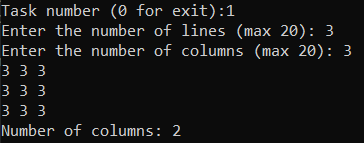 Task number (0 for exit):1
Enter the number of lines (max 20): 3
Enter the number of columns (max 20): 3
3 3 3
3 3 3
3 3 3
Number of columns: 2